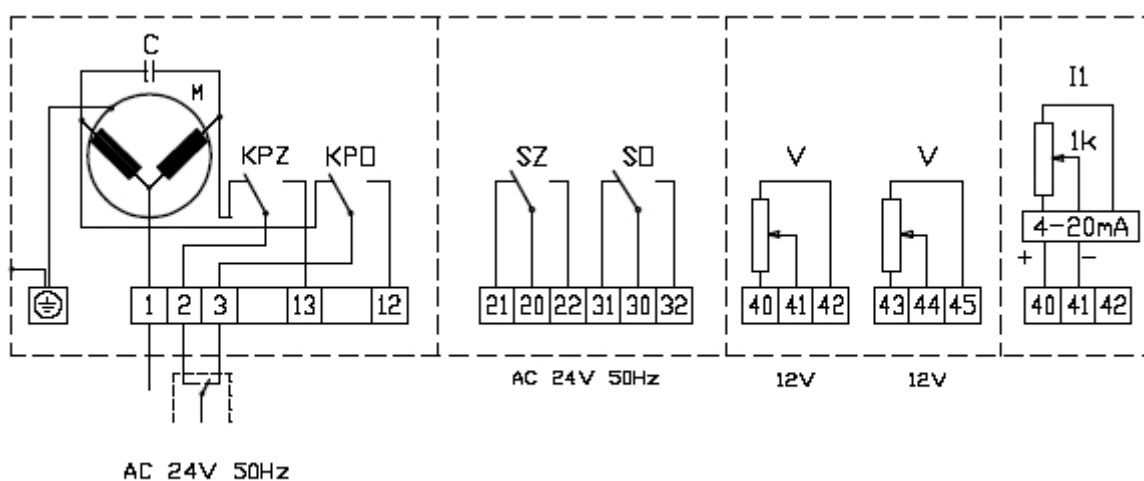 C
M
KPZ KPO
1 2 3 13 12
AC 24V 50Hz
SZ SO
21 20 22 31 30 32
AC 24V 50Hz
V V
40 41 42 43 44 45
12V 12V
I1
1k
4-20mA
+ -
40 41 42